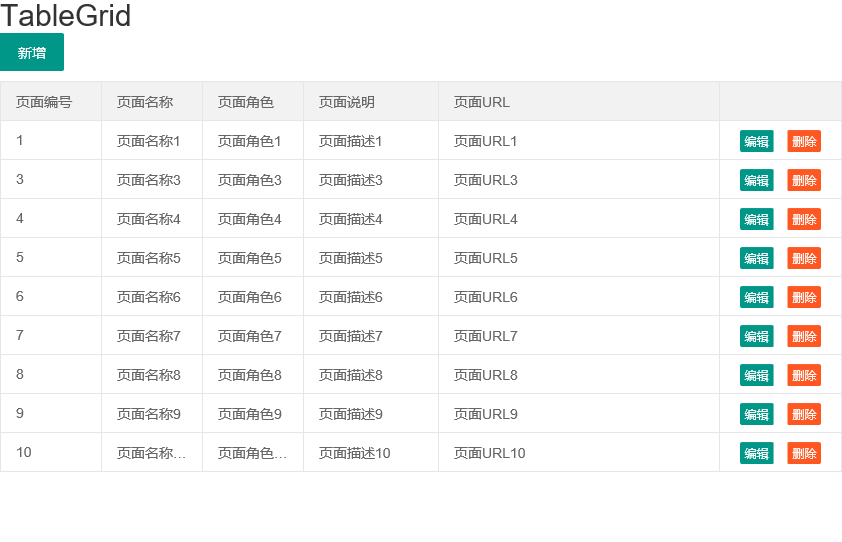 TableGrid
新增
页面编号 页面名称 页面角色 页面说明 页面URL
1 页面名称1 页面角色1 页面描述1 页面URL1 编辑 删除
3 页面名称3 页面角色3 页面描述3 页面URL3 编辑 删除
4 页面名称4 页面角色4 页面描述4 页面URL4 编辑 删除
5 页面名称5 页面角色5 页面描述5 页面URL5 编辑 删除
6 页面名称6 页面角色6 页面描述6 页面URL6 编辑 删除
7 页面名称7 页面角色7 页面描述7 页面URL7 编辑 删除
8 页面名称8 页面角色8 页面描述8 页面URL8 编辑 删除
9 页面名称9 页面角色9 页面描述9 页面URL9 编辑 删除
10 页面名称… 页面角色… 页面描述10 页面URL10 编辑 删除